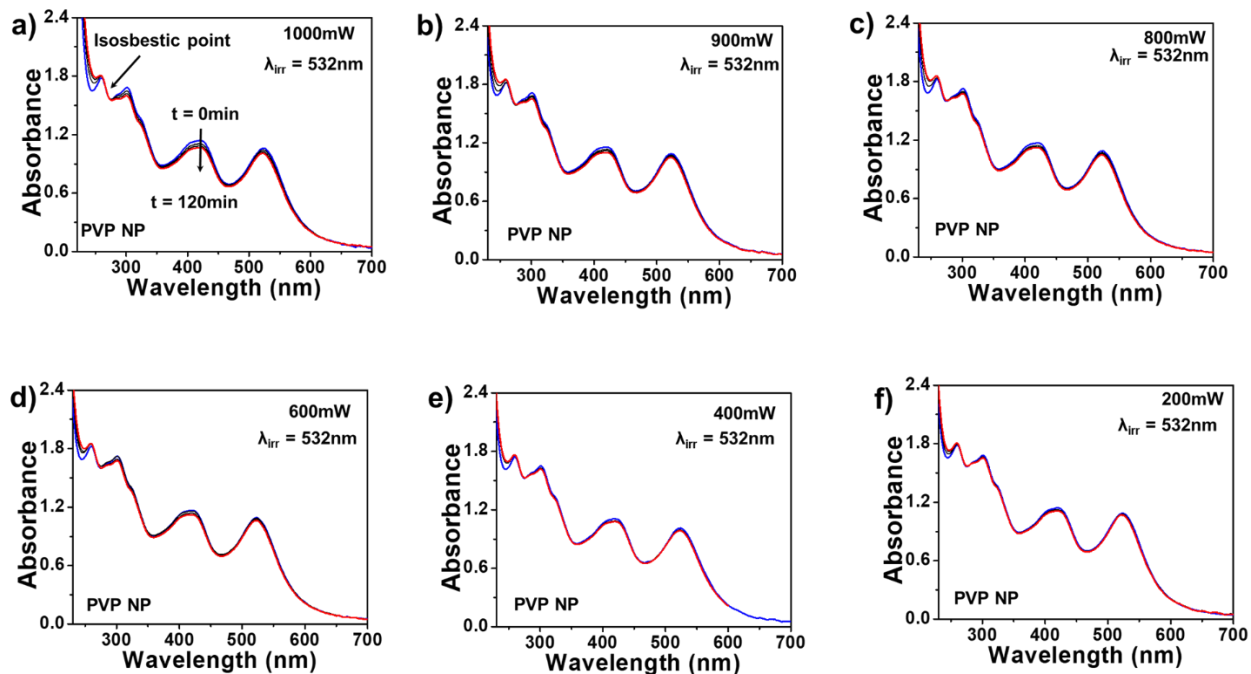 a)
1000mW
Isosbestic point
λirr = 532nm
t = 0min
t = 120min
PVP NP
Absorbance
2.4
1.8
1.2
0.6
0.0
300 400 500 600 700
Wavelength (nm)
b)
900mW
λirr = 532nm
PVP NP
Absorbance
2.4
1.8
1.2
0.6
0.0
300 400 500 600 700
Wavelength (nm)
c)
800mW
λirr = 532nm
PVP NP
Absorbance
2.4
1.8
1.2
0.6
0.0
300 400 500 600 700
Wavelength (nm)
d)
600mW
λirr = 532nm
PVP NP
Absorbance
2.4
1.8
1.2
0.6
0.0
300 400 500 600 700
Wavelength (nm)
e)
400mW
λirr = 532nm
PVP NP
Absorbance
2.4
1.8
1.2
0.6
0.0
300 400 500 600 700
Wavelength (nm)
f)
200mW
λirr = 532nm
PVP NP
Absorbance
2.4
1.8
1.2
0.6
0.0
300 400 500 600 700
Wavelength (nm)